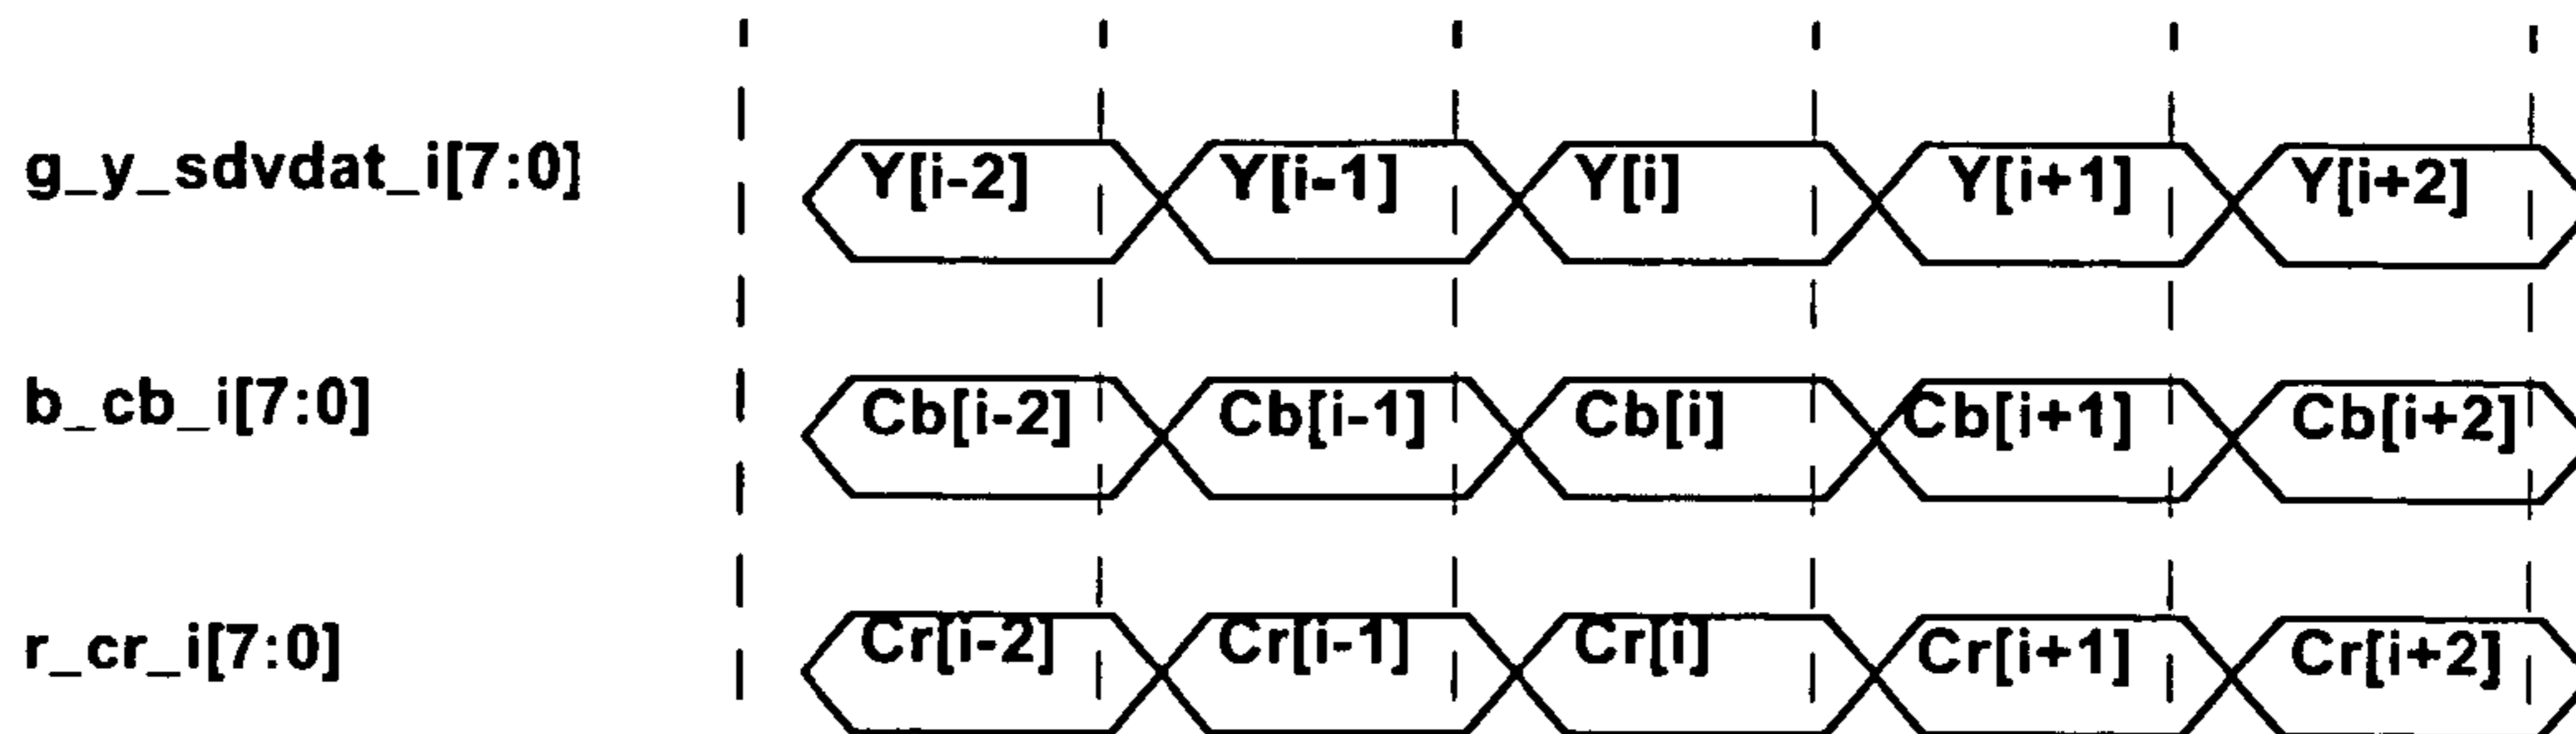 g_y_sdvdat_i[7:0] Y[i-2] Y[i-1] Y[i] Y[i+1] Y[i+2]
b_cb_i[7:0] Cb[i-2] Cb[i-1] Cb[i] Cb[i+1] Cb[i+2]
r_cr_i[7:0] Cr[i-2] Cr[i-1] Cr[i] Cr[i+1] Cr[i+2]